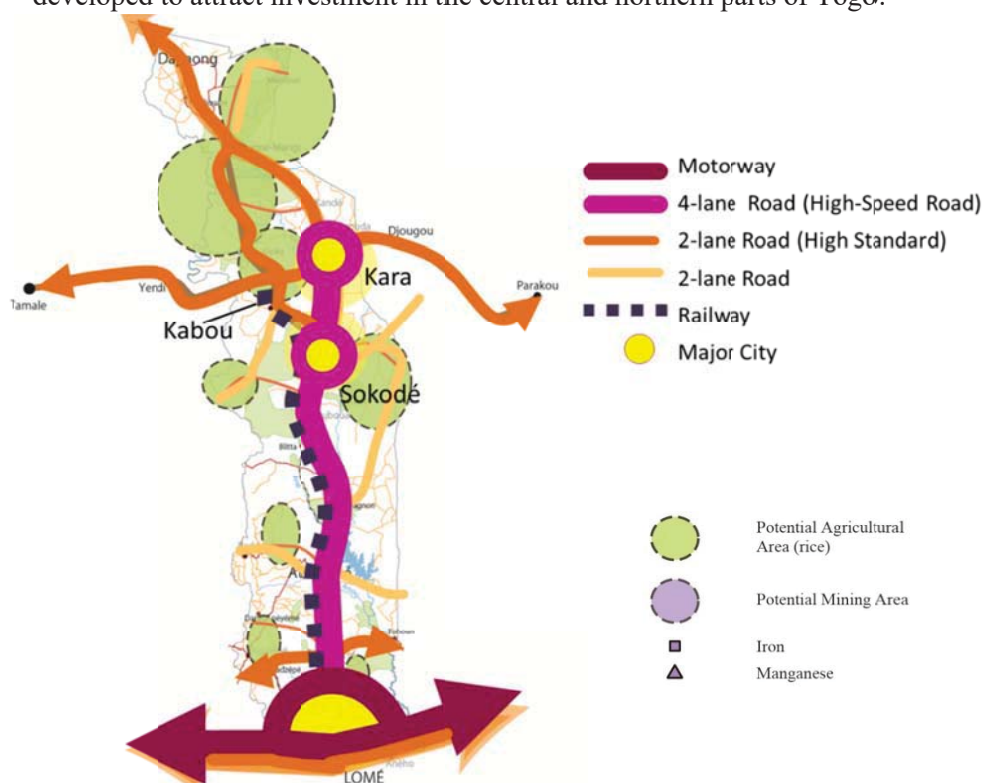 developed to attract investment in the central and northern parts of Togo.
Motorway
4-lane Road (High-Speed Road)
2-lane Road (High Standard)
2-lane Road
Railway
Major City
Djougou
Kara
Yendi
Tamale
Parakou
Kabou
Sokodé
Blitta
Potential Agricultural
Area (rice)
Potential Mining Area
Iron
Manganese
LOMÉ